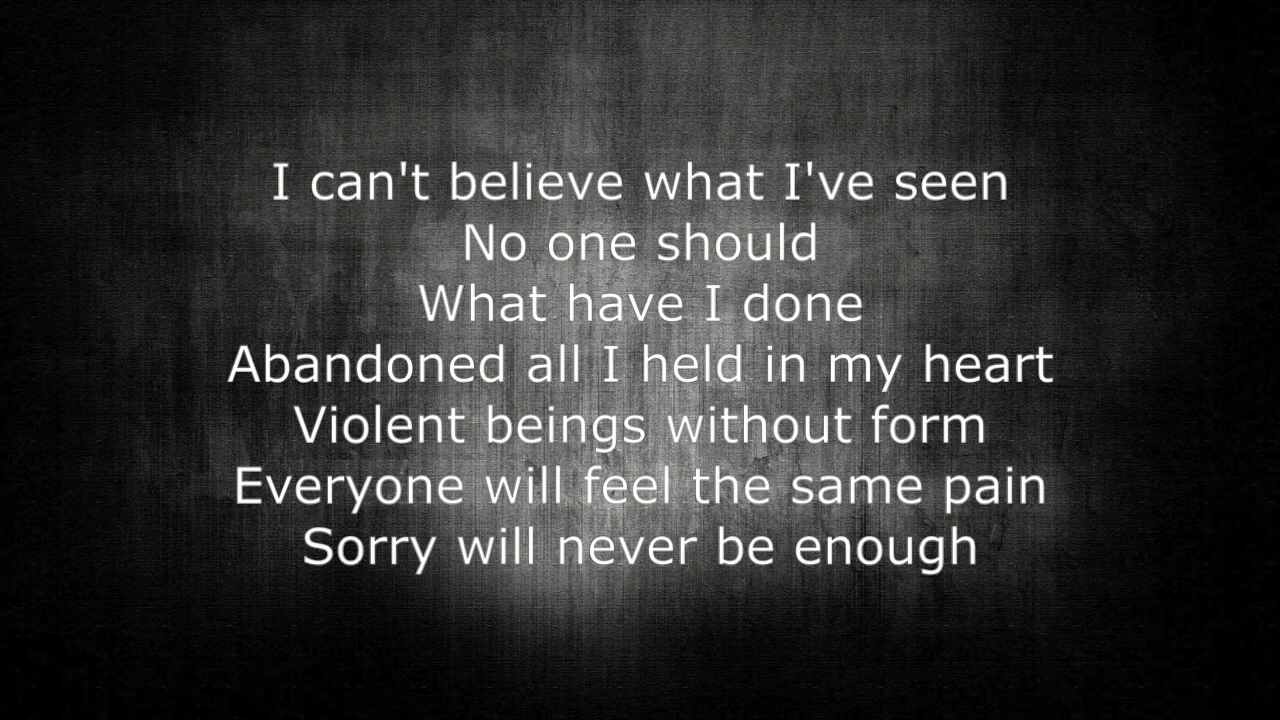 I can't believe what I've seen
No one should
What have I done
Abandoned all I held in my heart
Violent beings without form
Everyone will feel the same pain
Sorry will never be enough